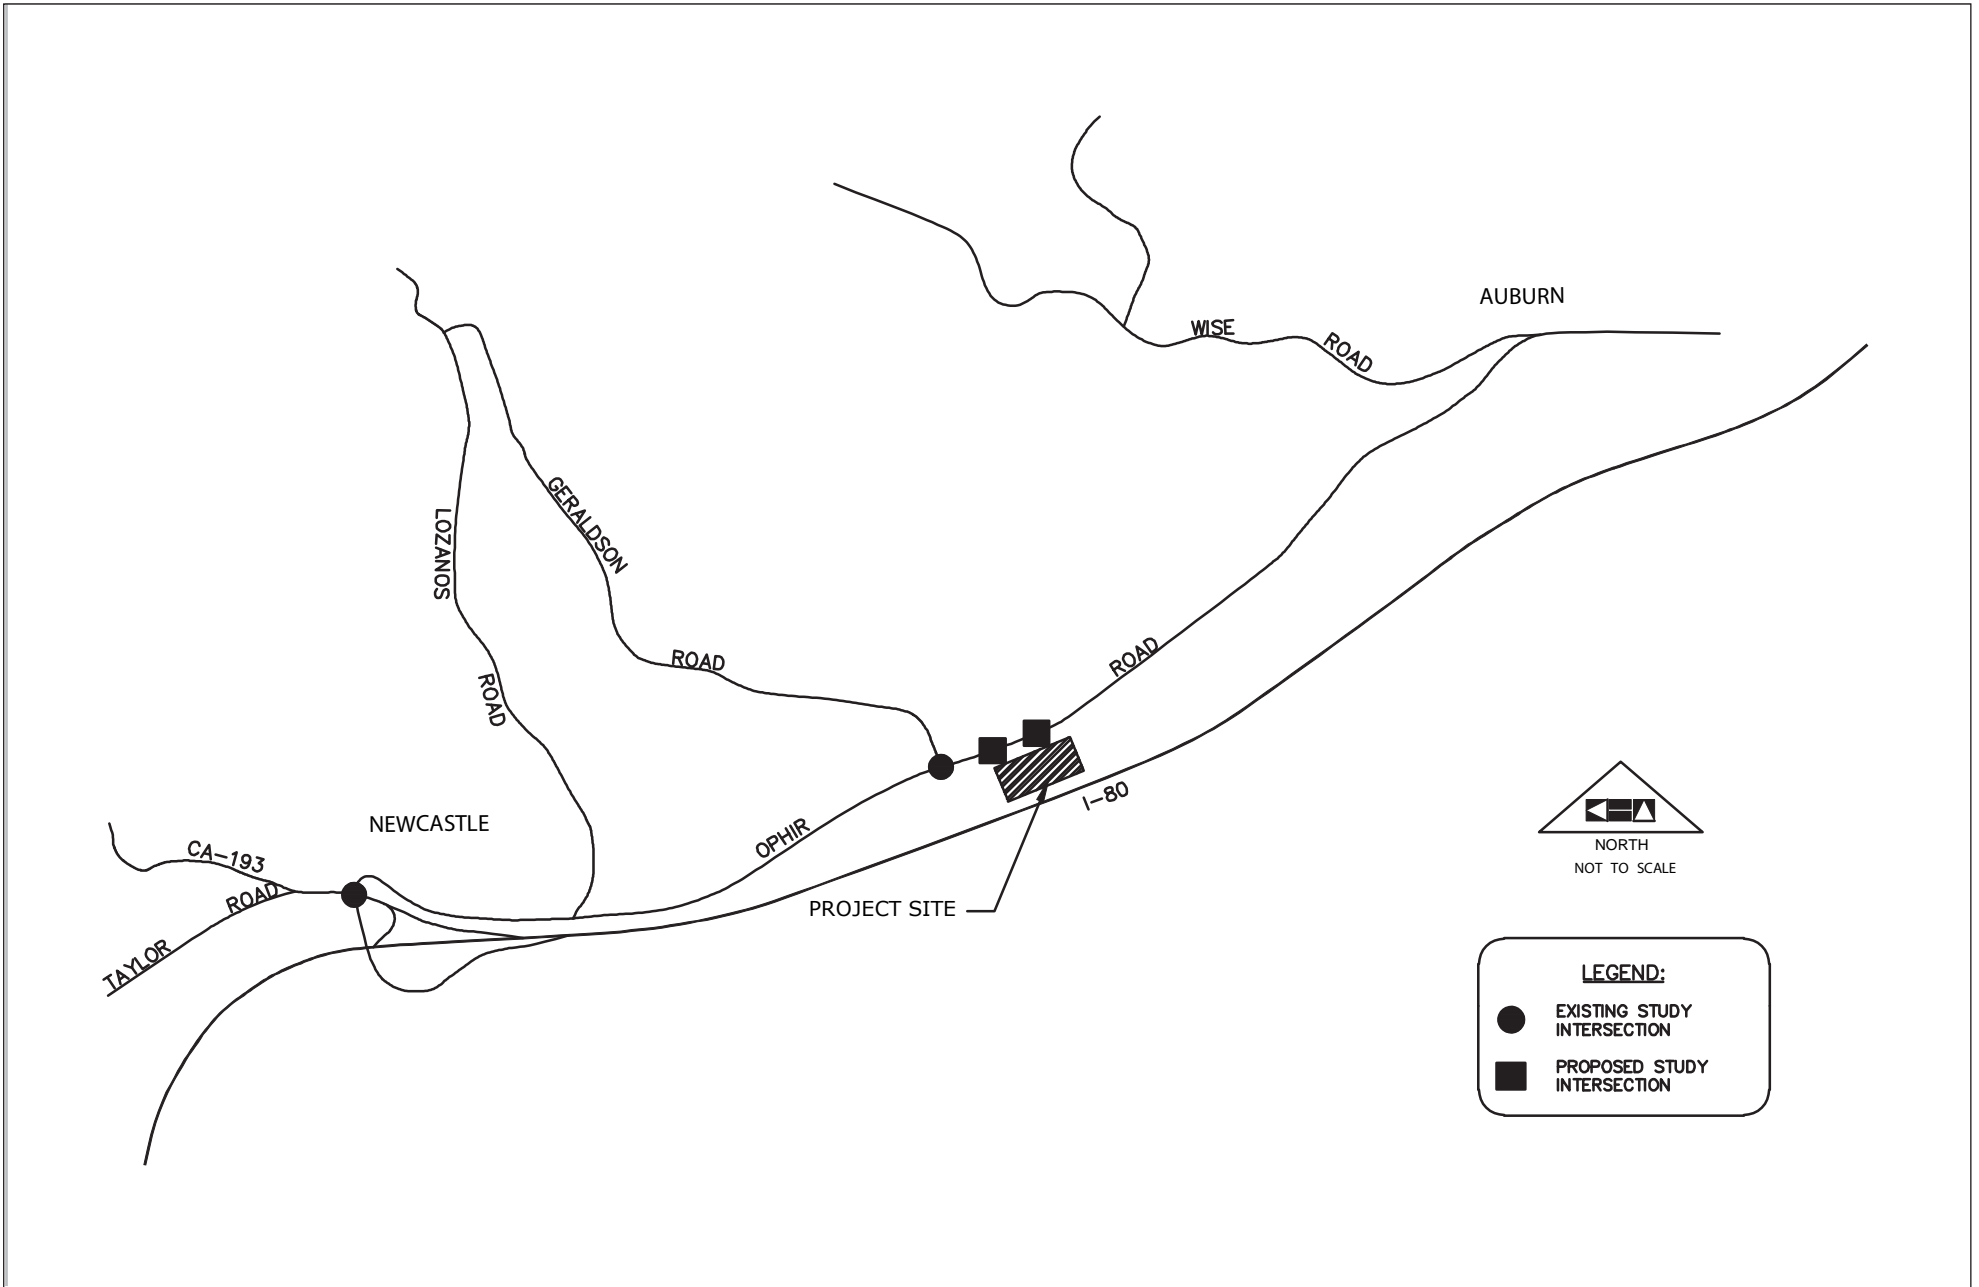 AUBURN
WISE
ROAD
GERALDSON
LOZANOS
ROAD
ROAD
ROAD
I-80
OPHIR
NEWCASTLE
CA-193
ROAD
TAYLOR
PROJECT SITE
NORTH
NOT TO SCALE
LEGEND:
EXISTING STUDY
INTERSECTION
PROPOSED STUDY
INTERSECTION